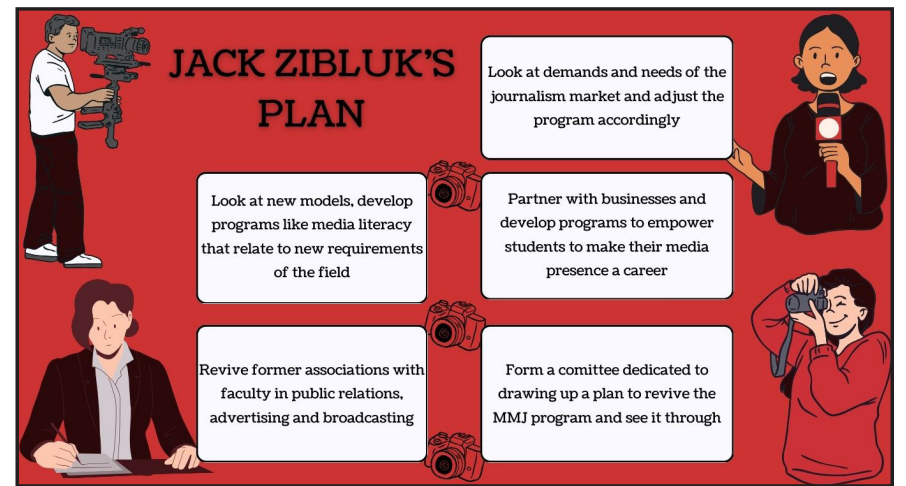 JACK ZIBLUK'S
PLAN
Look at demands and needs of the
journalism market and adjust the
program accordingly
Look at new models, develop
programs like media literacy
that relate to new requirements
of the field
Partner with businesses and
develop programs to empower
students to make their media
presence a career
Revive former associations with
faculty in public relations,
advertising and broadcasting
Form a comittee dedicated to
drawing up a plan to revive the
MMJ program and see it through